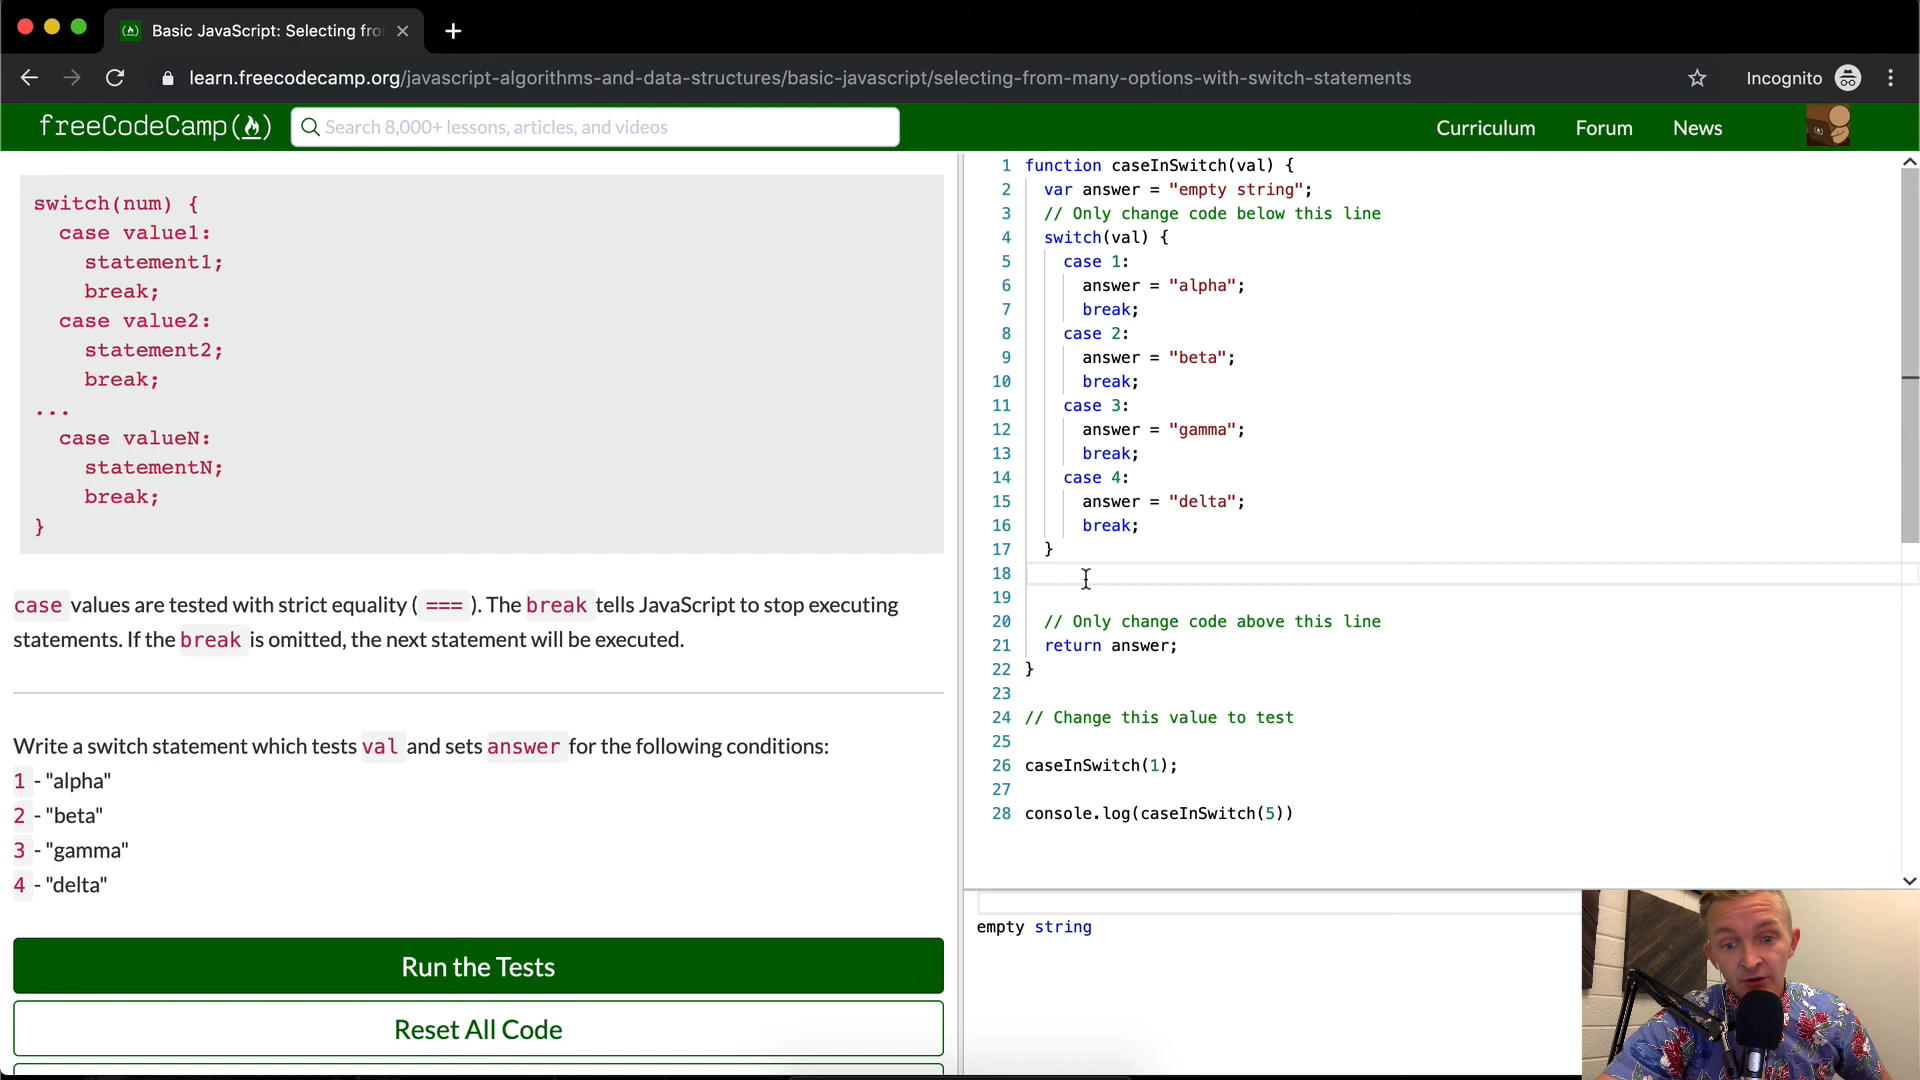 Basic JavaScript: Selecting fro
learn.freecodecamp.org/javascript-algorithms-and-data-structures/basic-javascript/selecting-from-many-options-with-switch-statements
Incognito
freeCodeCamp
Search 8,000+ lessons, articles, and videos
Curriculum
Forum
News
switch(num) {
case value1:
statement1;
break;
case value2:
statement2;
break;
...
case valueN:
statementN;
break;
}
case values are tested with strict equality ( === ). The break tells JavaScript to stop executing
statements. If the break is omitted, the next statement will be executed.
Write a switch statement which tests val and sets answer for the following conditions:
1 - "alpha"
2 - "beta"
3 - "gamma"
4 - "delta"
Run the Tests
Reset All Code
1 function caseInSwitch(val) {
2 var answer = "empty string";
3 // Only change code below this line
4 switch(val) {
5 case 1:
6 answer = "alpha";
7 break;
8 case 2:
9 answer = "beta";
10 break;
11 case 3:
12 answer = "gamma";
13 break;
14 case 4:
15 answer = "delta";
16 break;
17 }
18
19
20 // Only change code above this line
21 return answer;
22 }
23
24 // Change this value to test
25
26 caseInSwitch(1);
27
28 console.log(caseInSwitch(5))
empty string